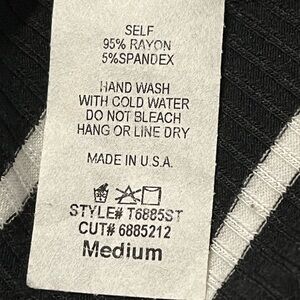 SELF
95% RAYON
5%SPANDEX
HAND WASH
WITH COLD WATER
DO NOT BLEACH
HANG OR LINE DRY
MADE IN U.S.A.
STYLE# T6885ST
CUT# 6885212
Medium